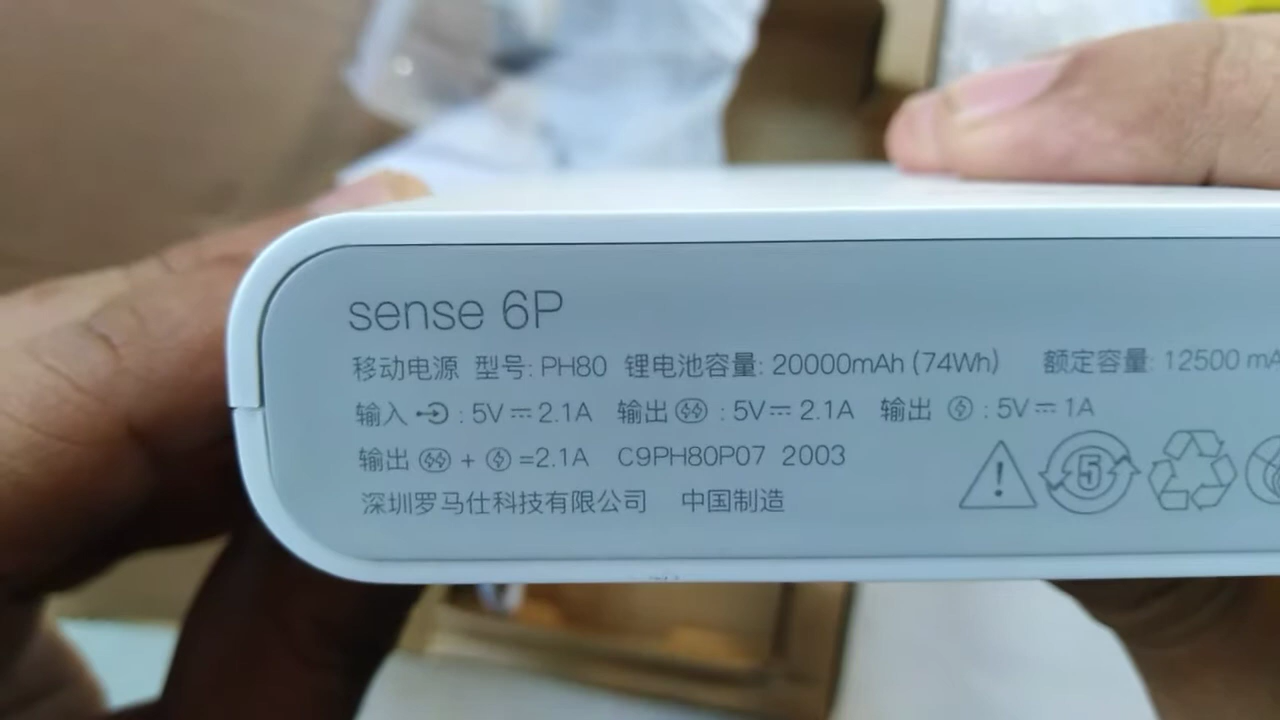 sense 6P
移动电源 型号: PH80 锂电池容量: 20000mAh (74Wh) 额定容量: 12500 mA
输入 : 5V⎓2.1A 输出 : 5V⎓2.1A 输出 : 5V⎓1A
输出 + =2.1A C9PH80P07 2003
5
深圳罗马仕科技有限公司 中国制造